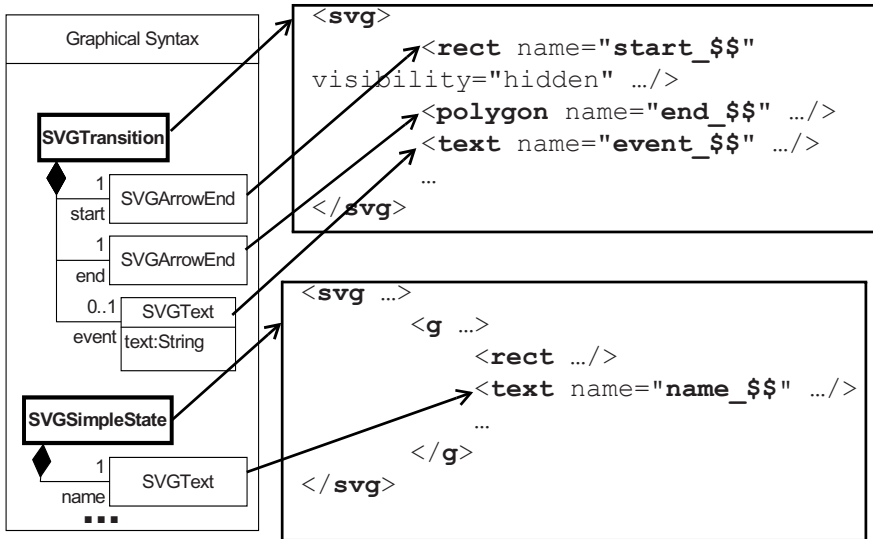 Graphical Syntax
SVGTransition
1
SVGArrowEnd
start
1
SVGArrowEnd
end
0..1
SVGText
event
text:String
SVGSimpleState
1
SVGText
name
...
<svg>
<rect name="start_$$"
visibility="hidden" …/>
<polygon name="end_$$" …/>
<text name="event_$$" …/>
…
</svg>
<svg …>
<g …>
<rect …/>
<text name="name_$$" …/>
…
</g>
</svg>